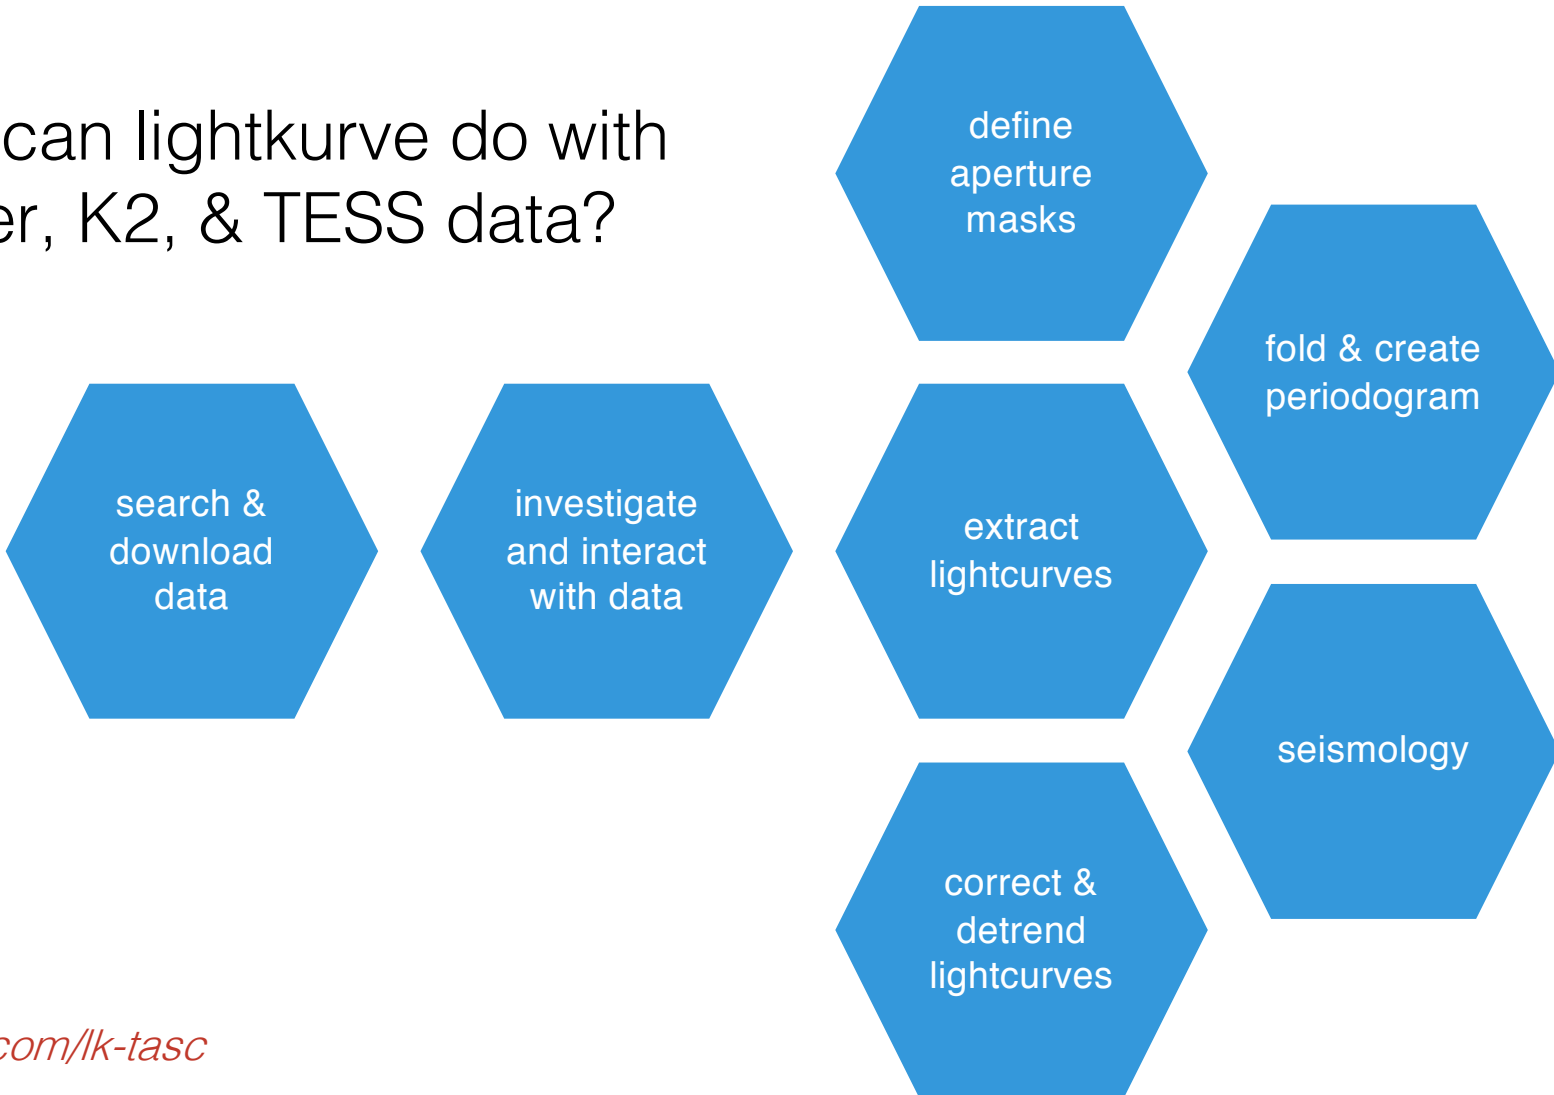 can lightkurve do with
er, K2, & TESS data?
define
aperture
masks
fold & create
periodogram
search &
download
data
investigate
and interact
with data
extract
lightcurves
seismology
correct &
detrend
lightcurves
com/lk-tasc